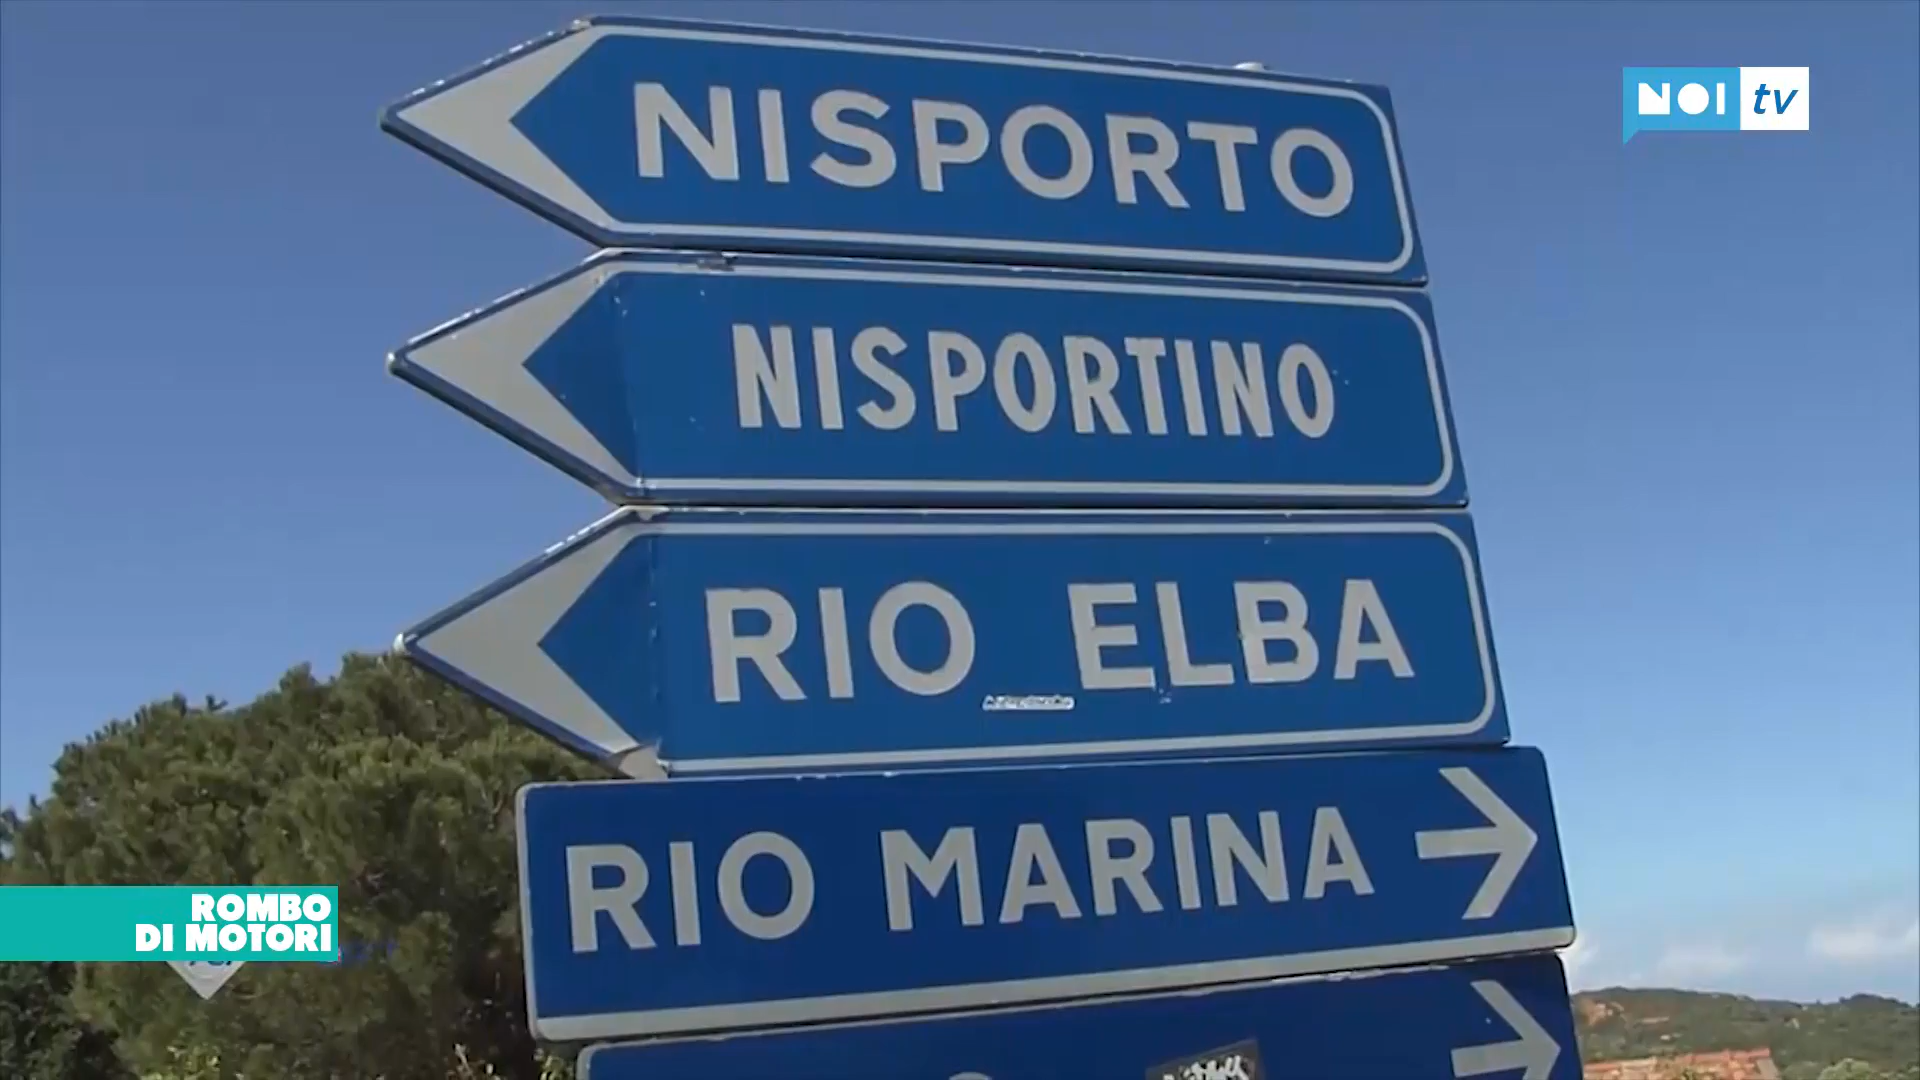 NISPORTO
NOI tv
NISPORTINO
RIO ELBA
RIO MARINA
ROMBO
DI MOTORI